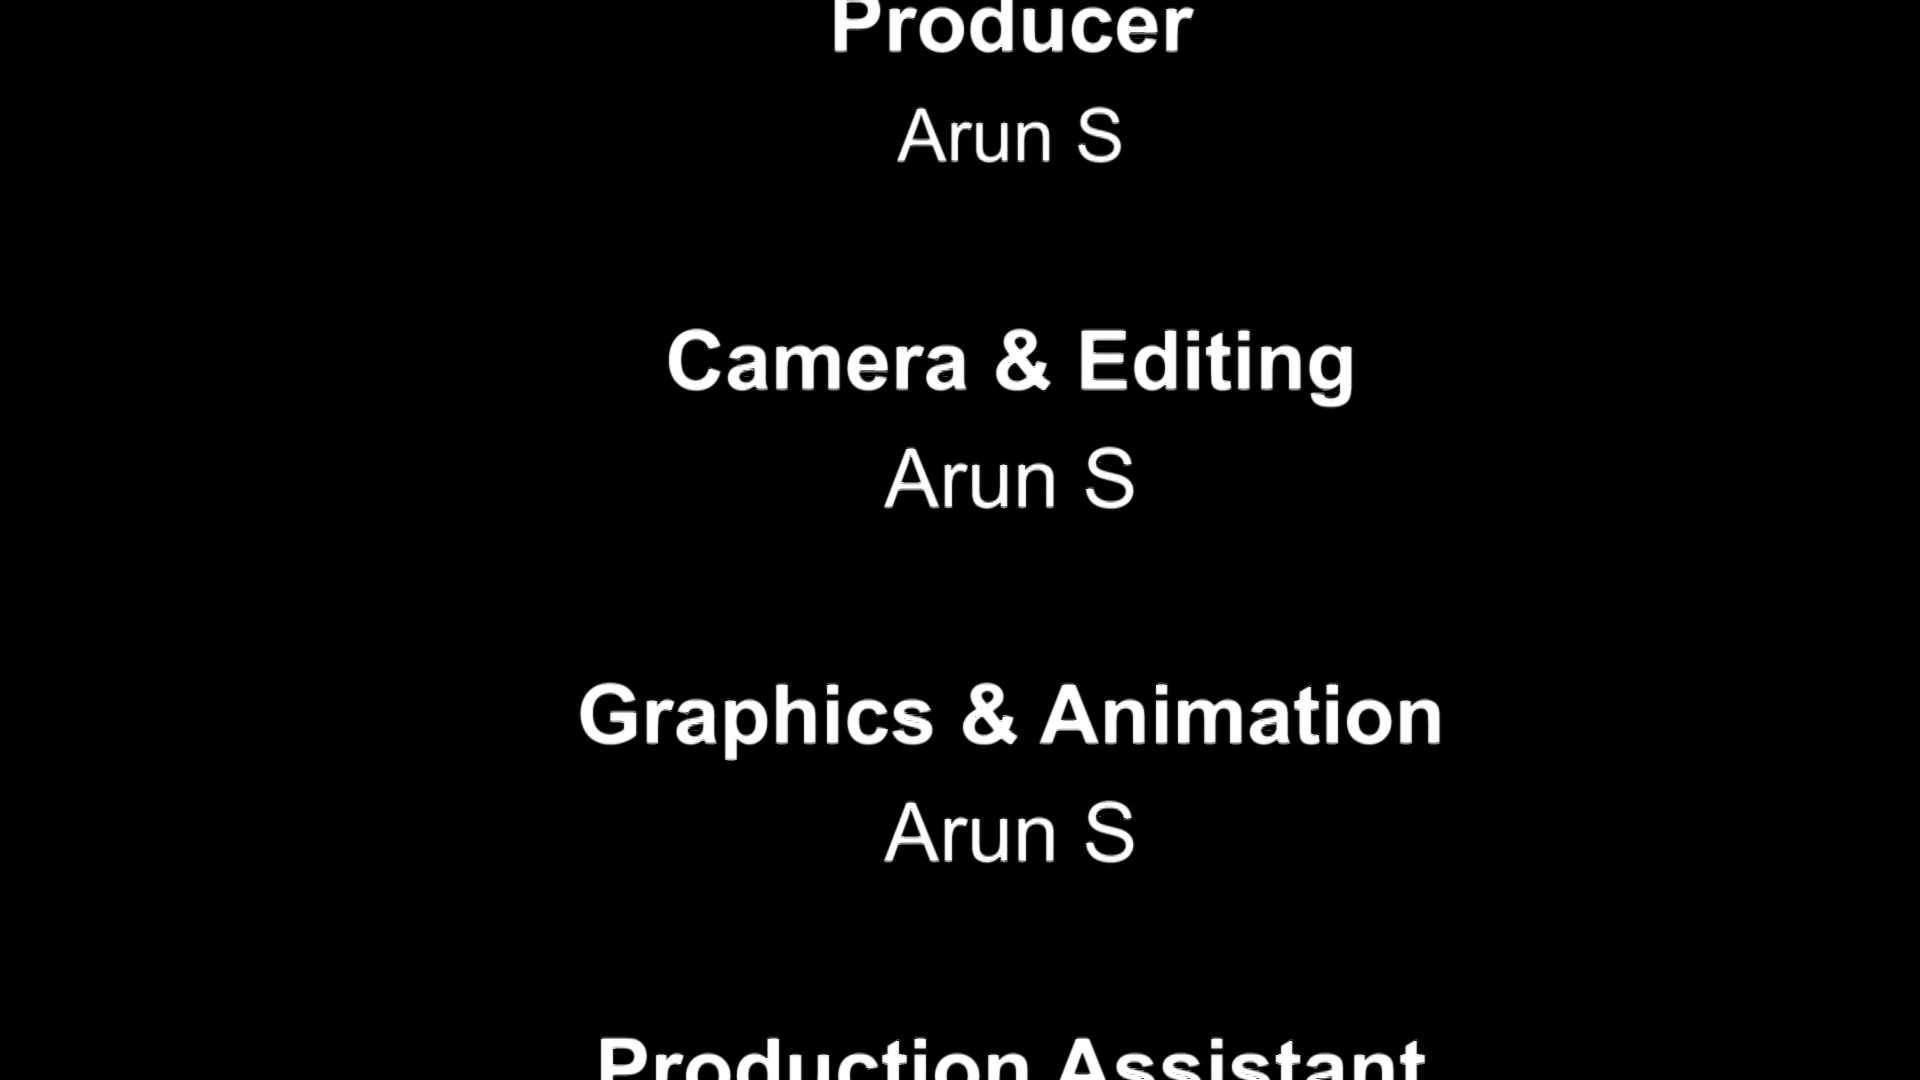 Producer
Arun S
Camera & Editing
Arun S
Graphics & Animation
Arun S
Production Assistant